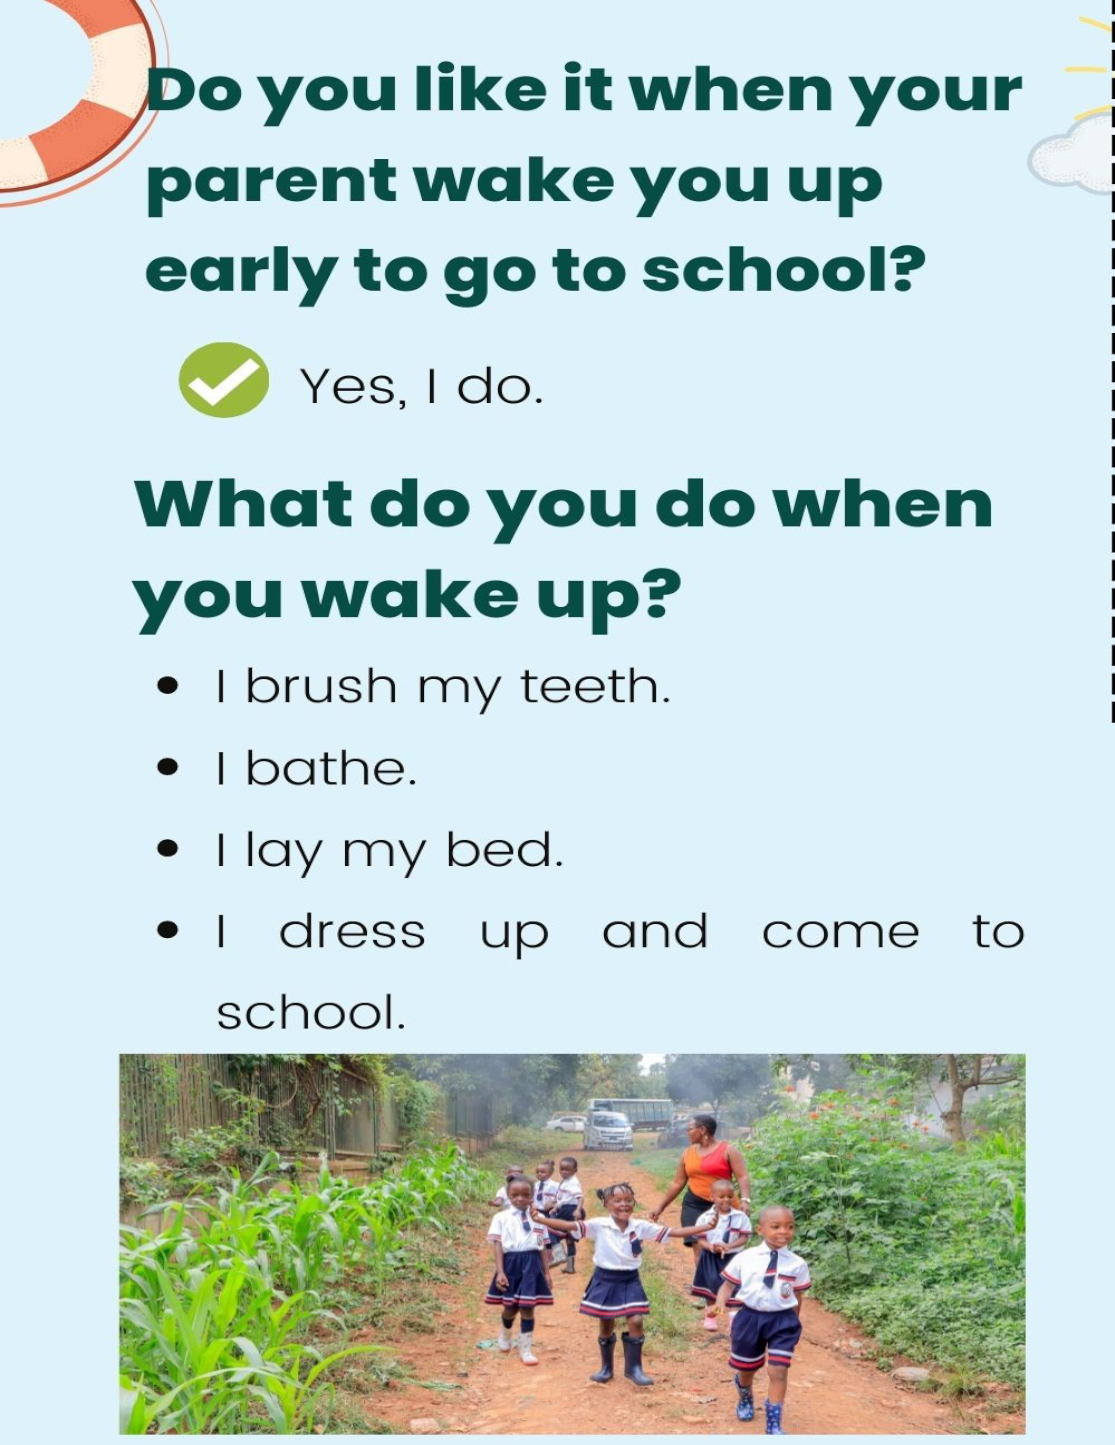 Do you like it when your
parent wake you up
early to go to school?
Yes, I do.
What do you do when
you wake up?
I brush my teeth.
I bathe.
I lay my bed.
I dress up and come to
school.